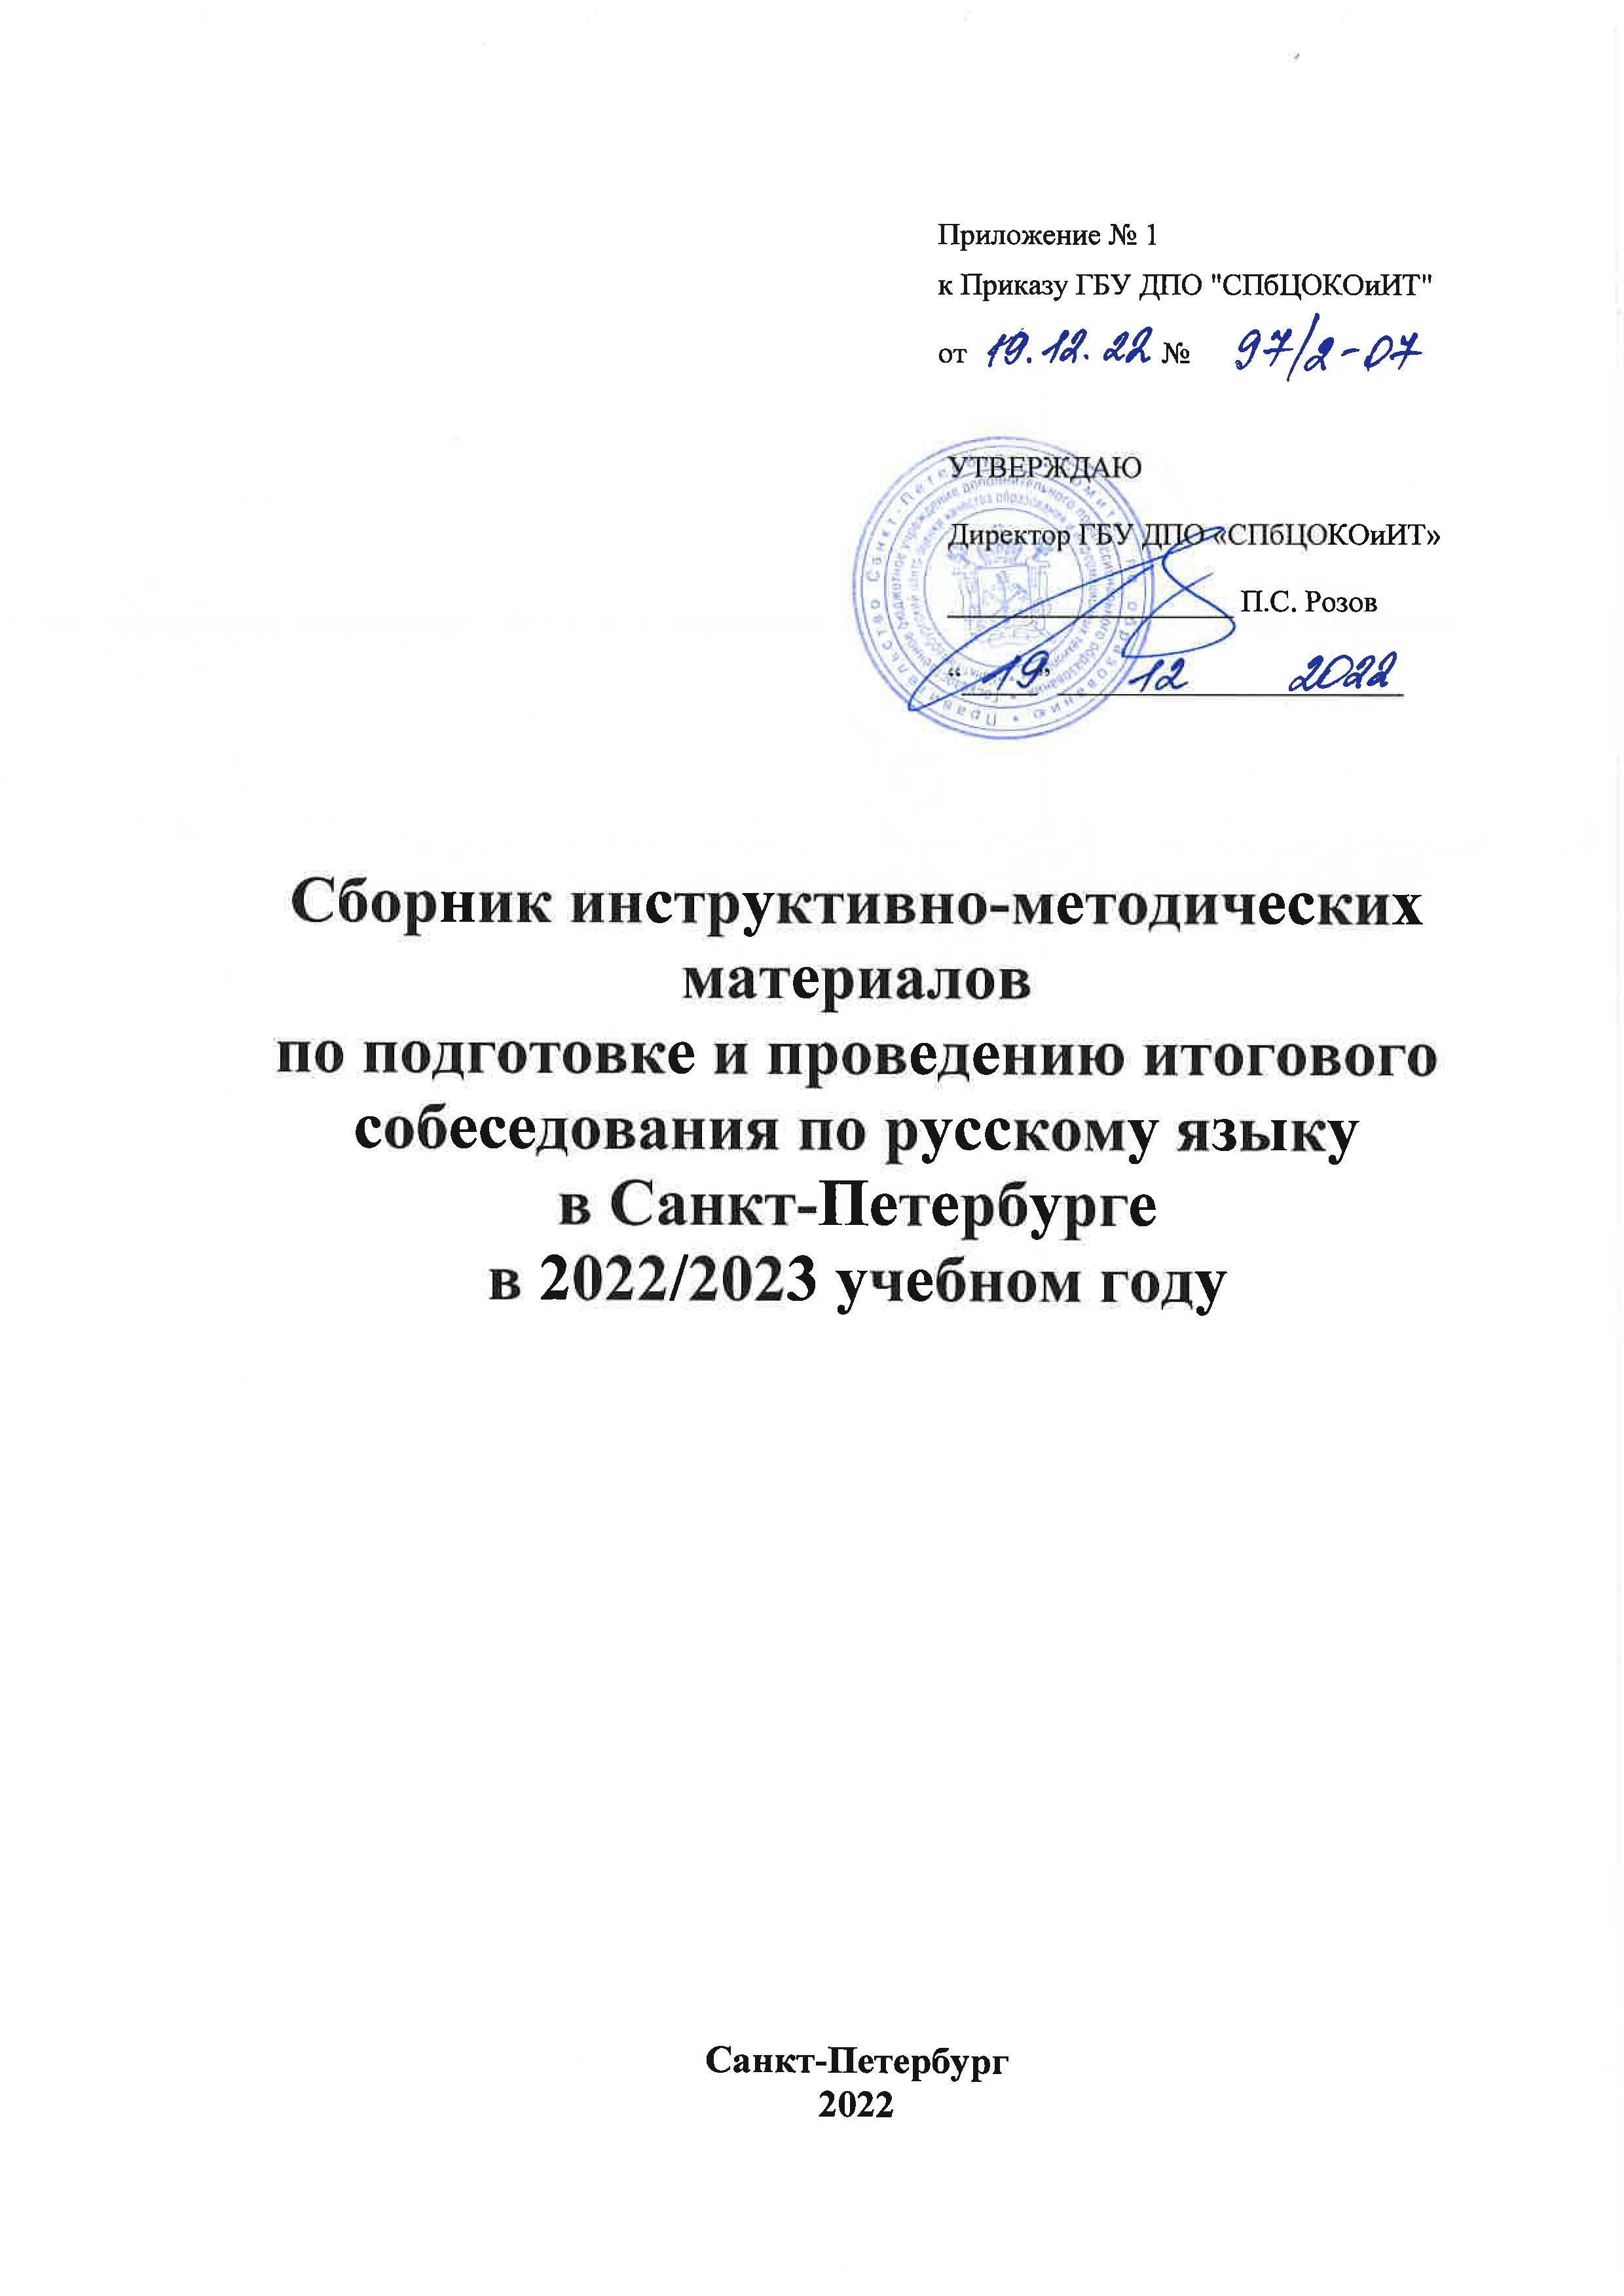 Приложение № 1
к Приказу ГБУ ДПО "СПбЦОКОиИТ"
от 19.12.22 № 97/2-07
УТВЕРЖДАЮ
Директор ГБУ ДПО «СПбЦОКОиИТ»
П.С. Розов
“ 19 ” 12 2022
Сборник инструктивно-методических
материалов
по подготовке и проведению итогового
собеседования по русскому языку
в Санкт-Петербурге
в 2022/2023 учебном году
Санкт-Петербург
2022